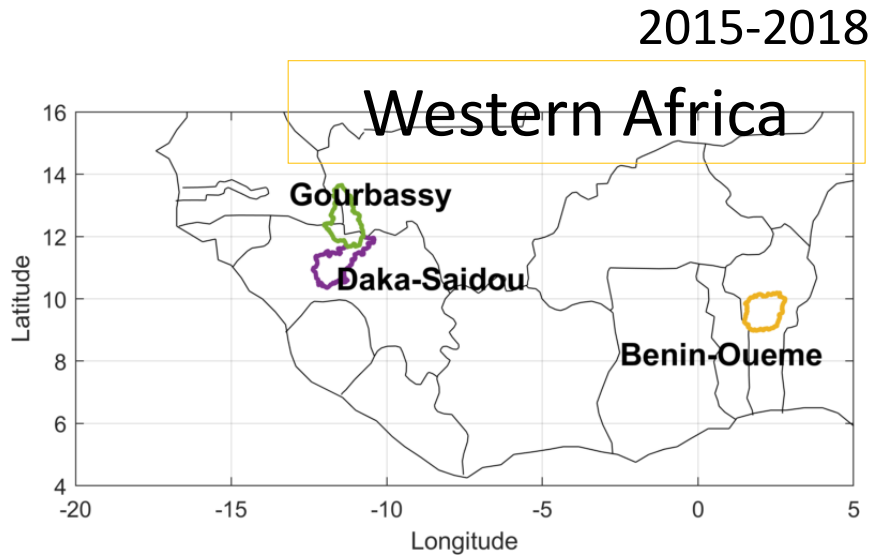 2015-2018
Western Africa
16
14
Gourbassy
12
Daka-Saidou
10
Benin-Oueme
8
6
4
Latitude
-20 -15 -10 -5 0 5
Longitude